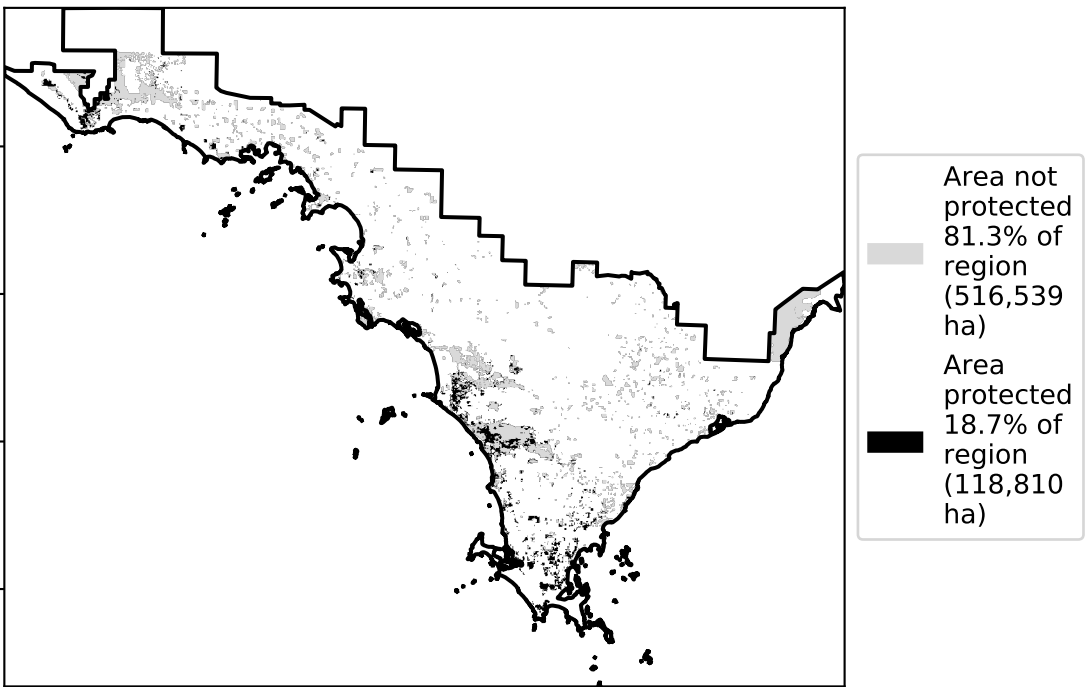 Area not
protected
81.3% of
region
(516,539
ha)
Area
protected
18.7% of
region
(118,810
ha)